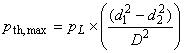 p_th,max = p_L × ((d_1^2 − d_2^2) / D^2)